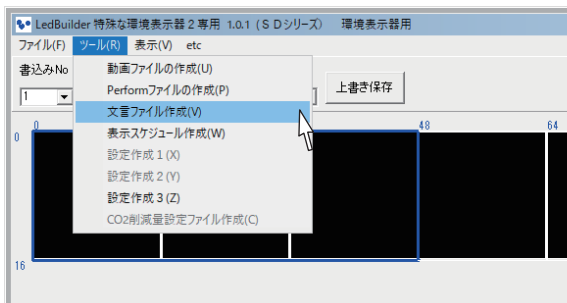 LedBuilder 特殊な環境表示器2専用 1.0.1 (SDシリーズ) 環境表示器用
ファイル(F) ツール(R) 表示(V) etc
書込みNo
1
上書き保存
動画ファイルの作成(U)
Performファイルの作成(P)
文言ファイル作成(V)
表示スケジュール作成(W)
設定作成1(X)
設定作成2(Y)
設定作成3(Z)
CO2削減量設定ファイル作成(C)
0 48 64
0
16